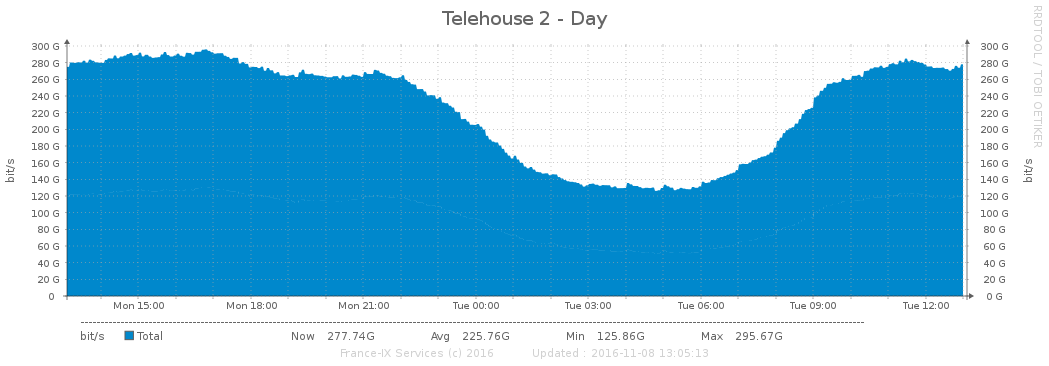 Telehouse 2 - Day
RRDTOOL / TOBI OETIKER
bit/s
300 G 300 G
280 G 280 G
260 G 260 G
240 G 240 G
220 G 220 G
200 G 200 G
180 G 180 G
160 G 160 G
140 G 140 G
120 G 120 G
100 G 100 G
80 G 80 G
60 G 60 G
40 G 40 G
20 G 20 G
0 0 G
bit/s
Mon 15:00 Mon 18:00 Mon 21:00 Tue 00:00 Tue 03:00 Tue 06:00 Tue 09:00 Tue 12:00
bit/s Total Now 277.74G Avg 225.76G Min 125.86G Max 295.67G
France-IX Services (c) 2016 Updated : 2016-11-08 13:05:13